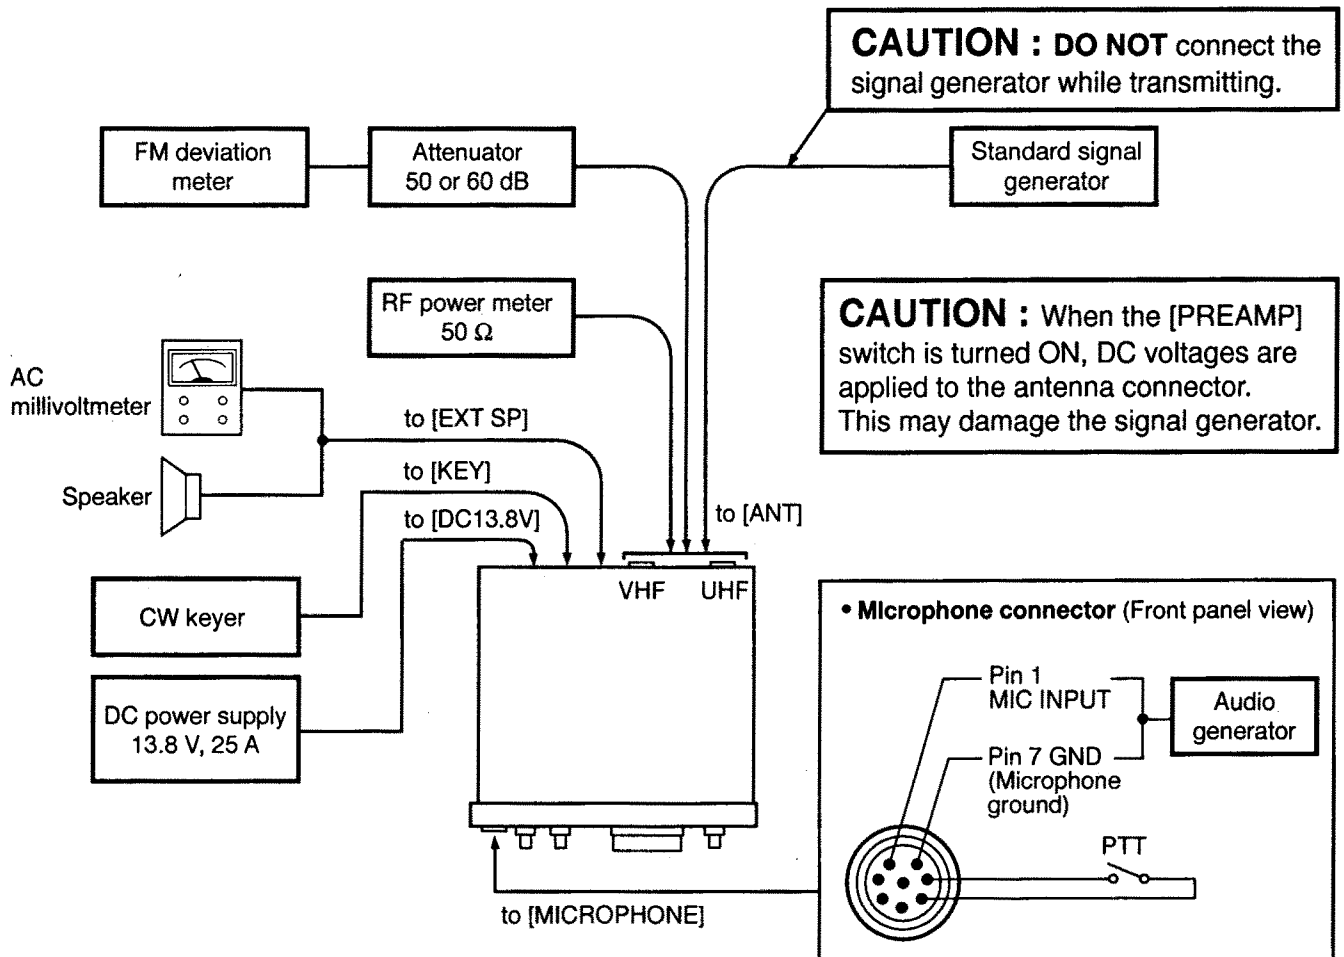 CAUTION : DO NOT connect the
signal generator while transmitting.
FM deviation
meter
Attenuator
50 or 60 dB
Standard signal
generator
RF power meter
50 Ω
CAUTION : When the [PREAMP]
switch is turned ON, DC voltages are
applied to the antenna connector.
This may damage the signal generator.
AC
millivoltmeter
to [EXT SP]
Speaker
to [KEY]
to [DC13.8V]
to [ANT]
VHF
UHF
CW keyer
DC power supply
13.8 V, 25 A
• Microphone connector (Front panel view)
Pin 1
MIC INPUT
Audio
generator
Pin 7 GND
(Microphone
ground)
PTT
to [MICROPHONE]